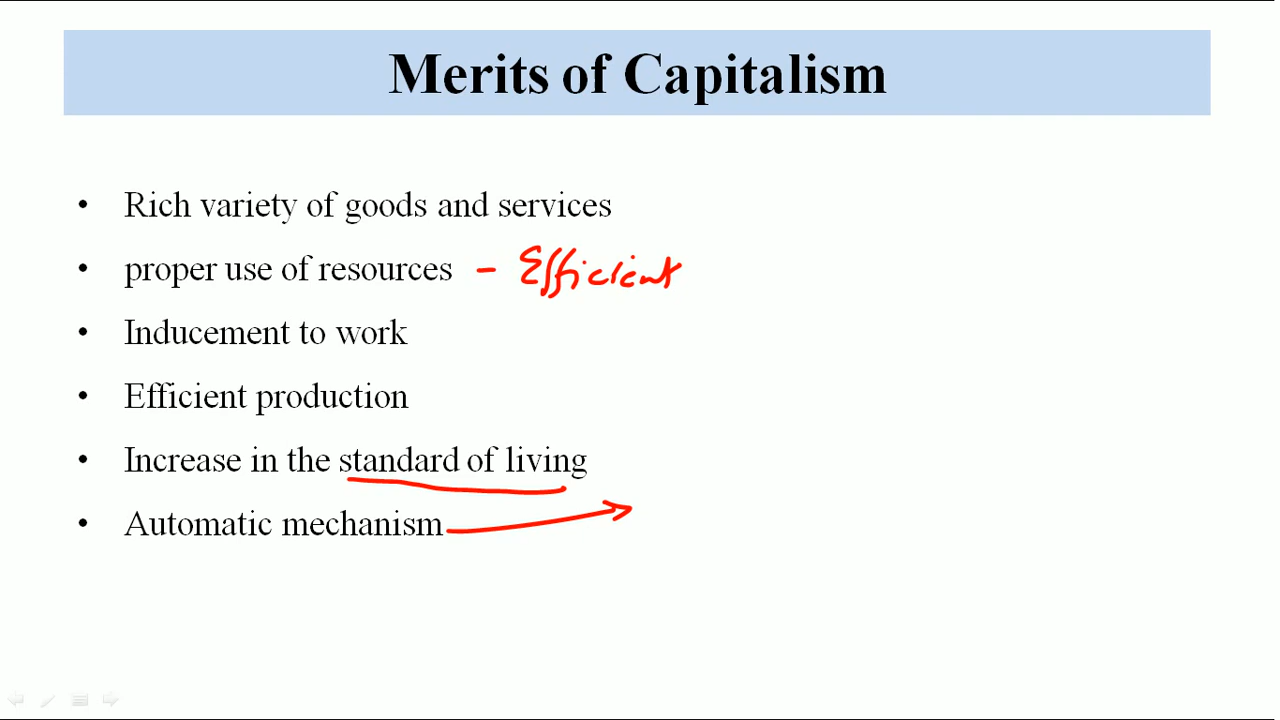 Merits of Capitalism
• Rich variety of goods and services
• proper use of resources - Efficient
• Inducement to work
• Efficient production
• Increase in the standard of living
• Automatic mechanism